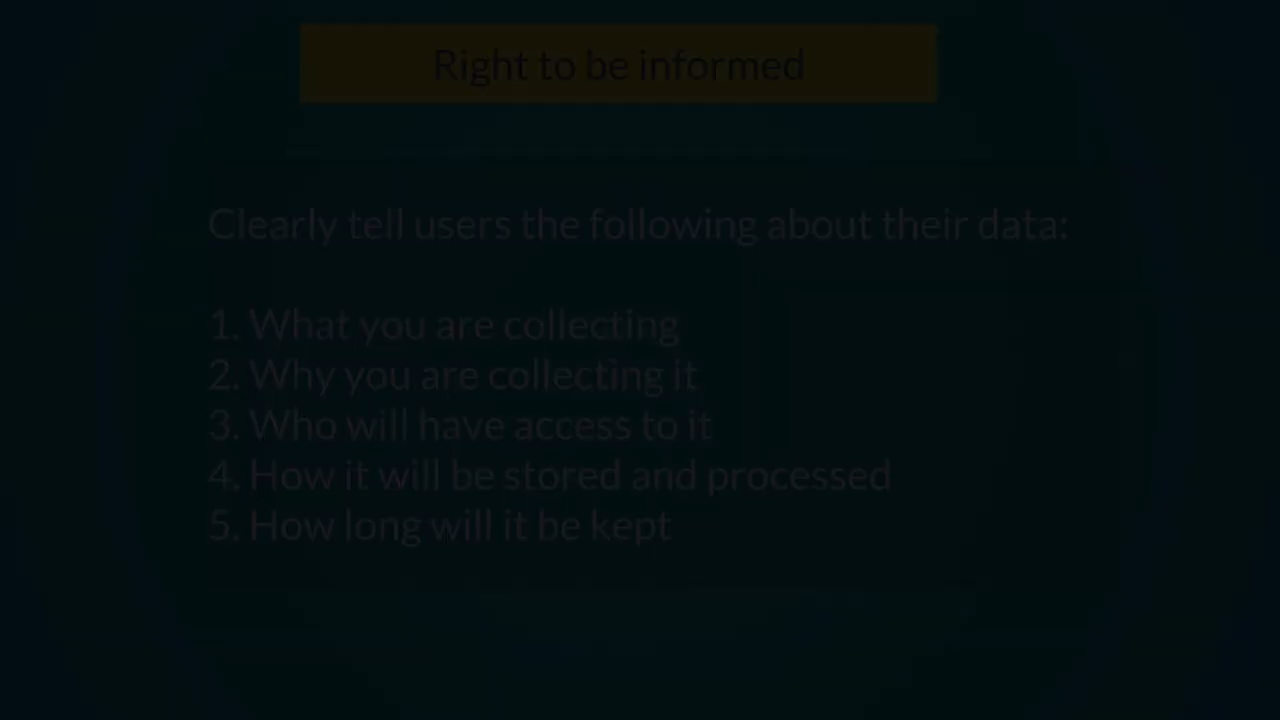 Right to be informed
Clearly tell users the following about their data:
1. What you are collecting
2. Why you are collecting it
3. Who will have access to it
4. How it will be stored and processed
5. How long will it be kept